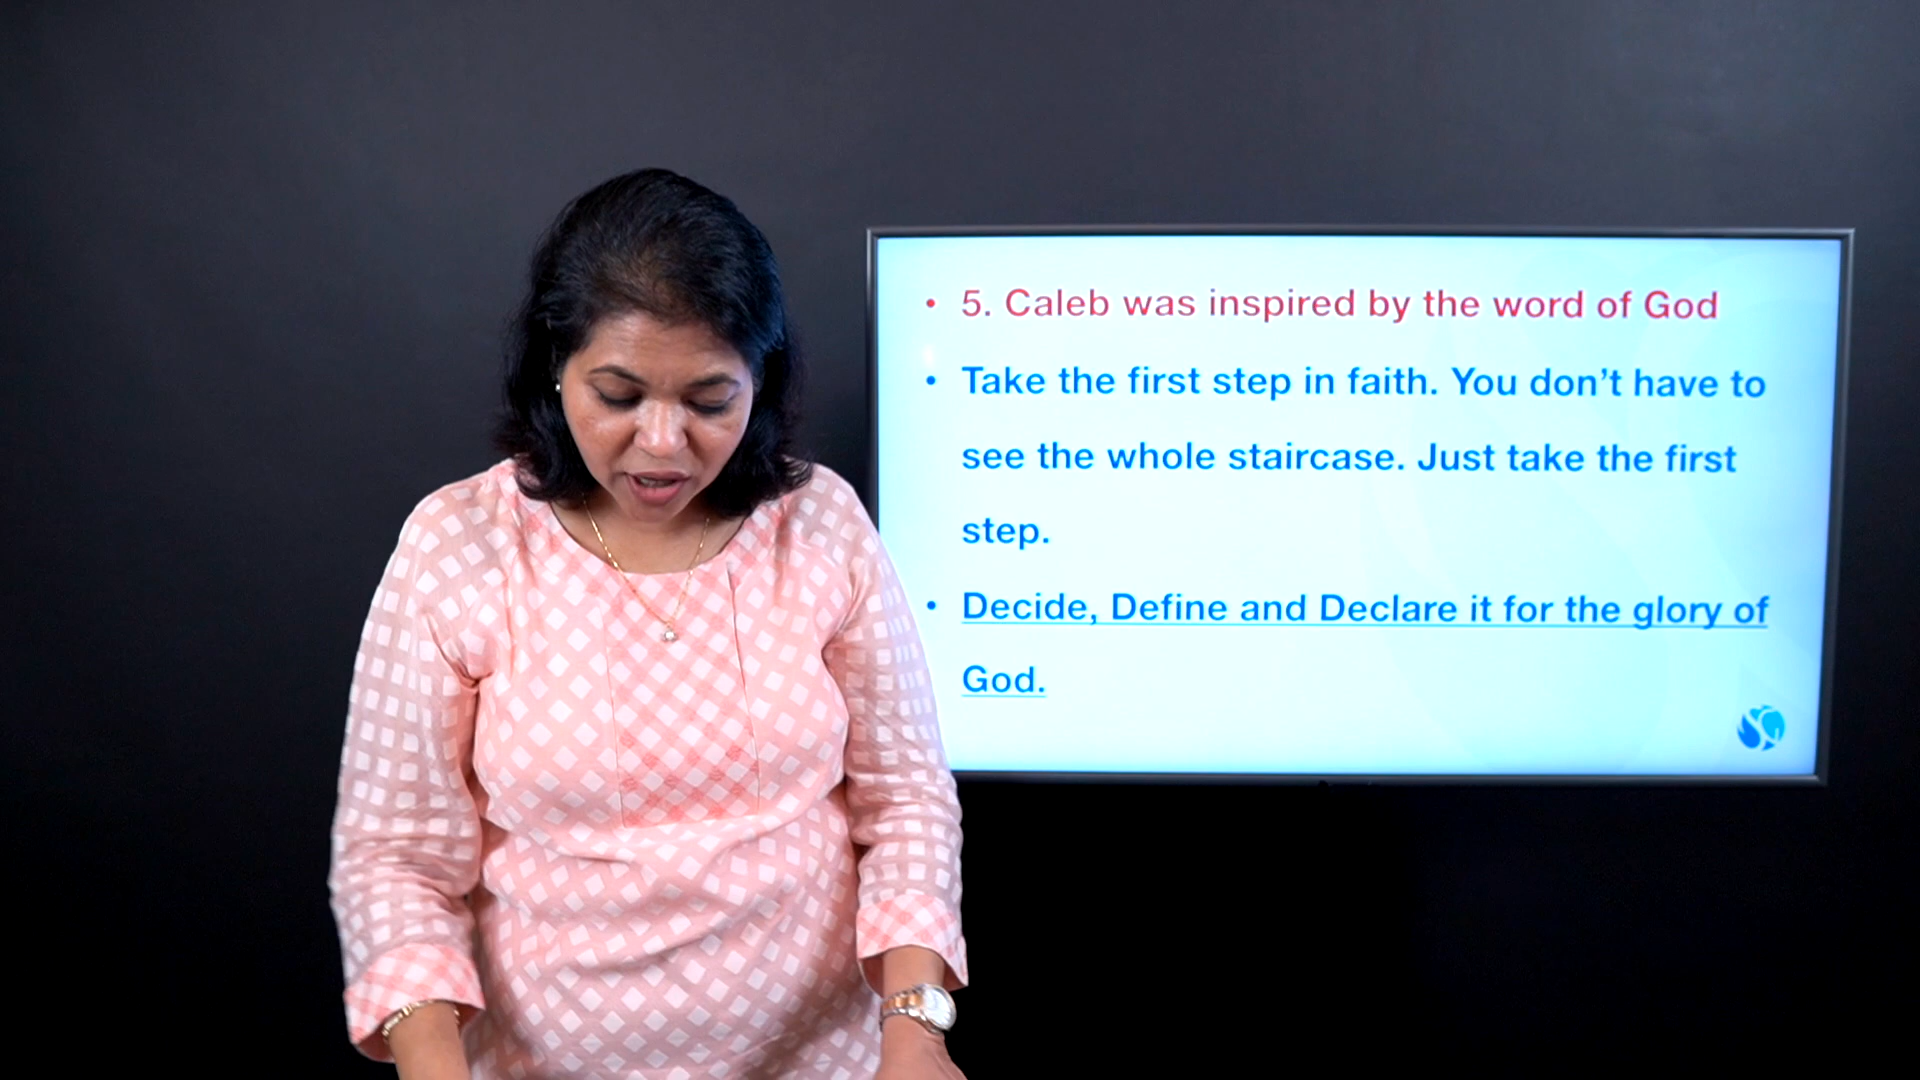 • 5. Caleb was inspired by the word of God
• Take the first step in faith. You don’t have to
see the whole staircase. Just take the first
step.
• Decide, Define and Declare it for the glory of
God.